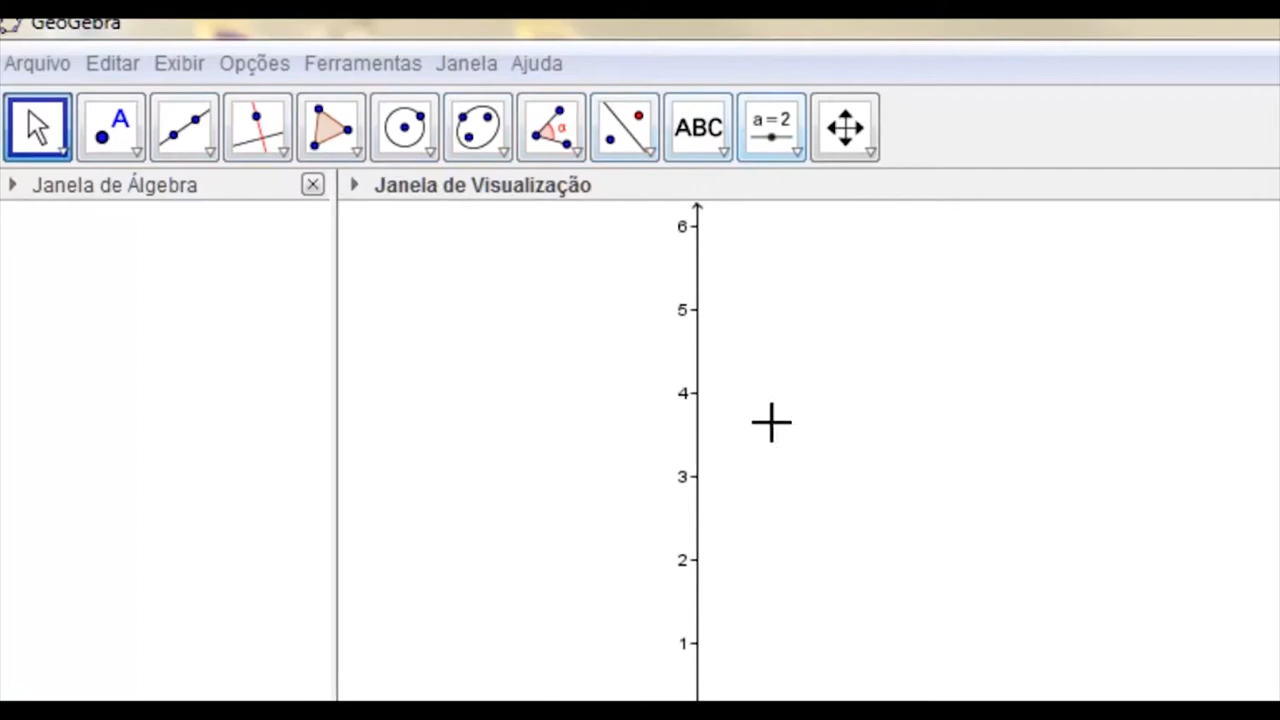 GeoGebra
Arquivo Editar Exibir Opções Ferramentas Janela Ajuda
A α ABC a=2
Janela de Álgebra Janela de Visualização
6
5
4
3
2
1